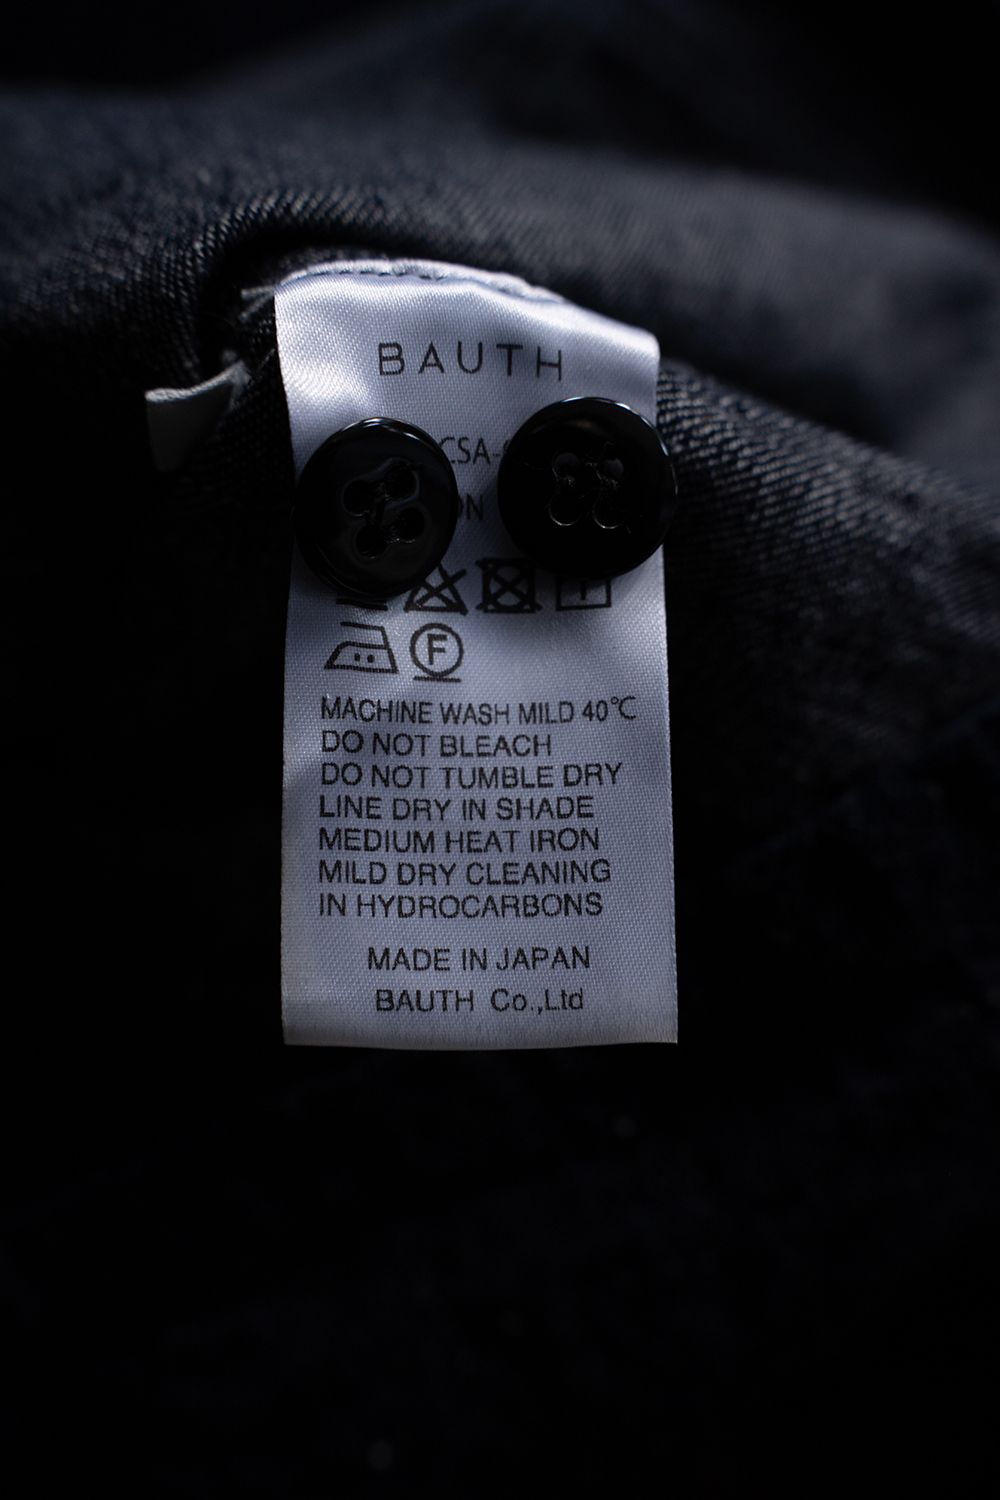 BAUTH
F
MACHINE WASH MILD 40℃
DO NOT BLEACH
DO NOT TUMBLE DRY
LINE DRY IN SHADE
MEDIUM HEAT IRON
MILD DRY CLEANING
IN HYDROCARBONS
MADE IN JAPAN
BAUTH Co.,Ltd